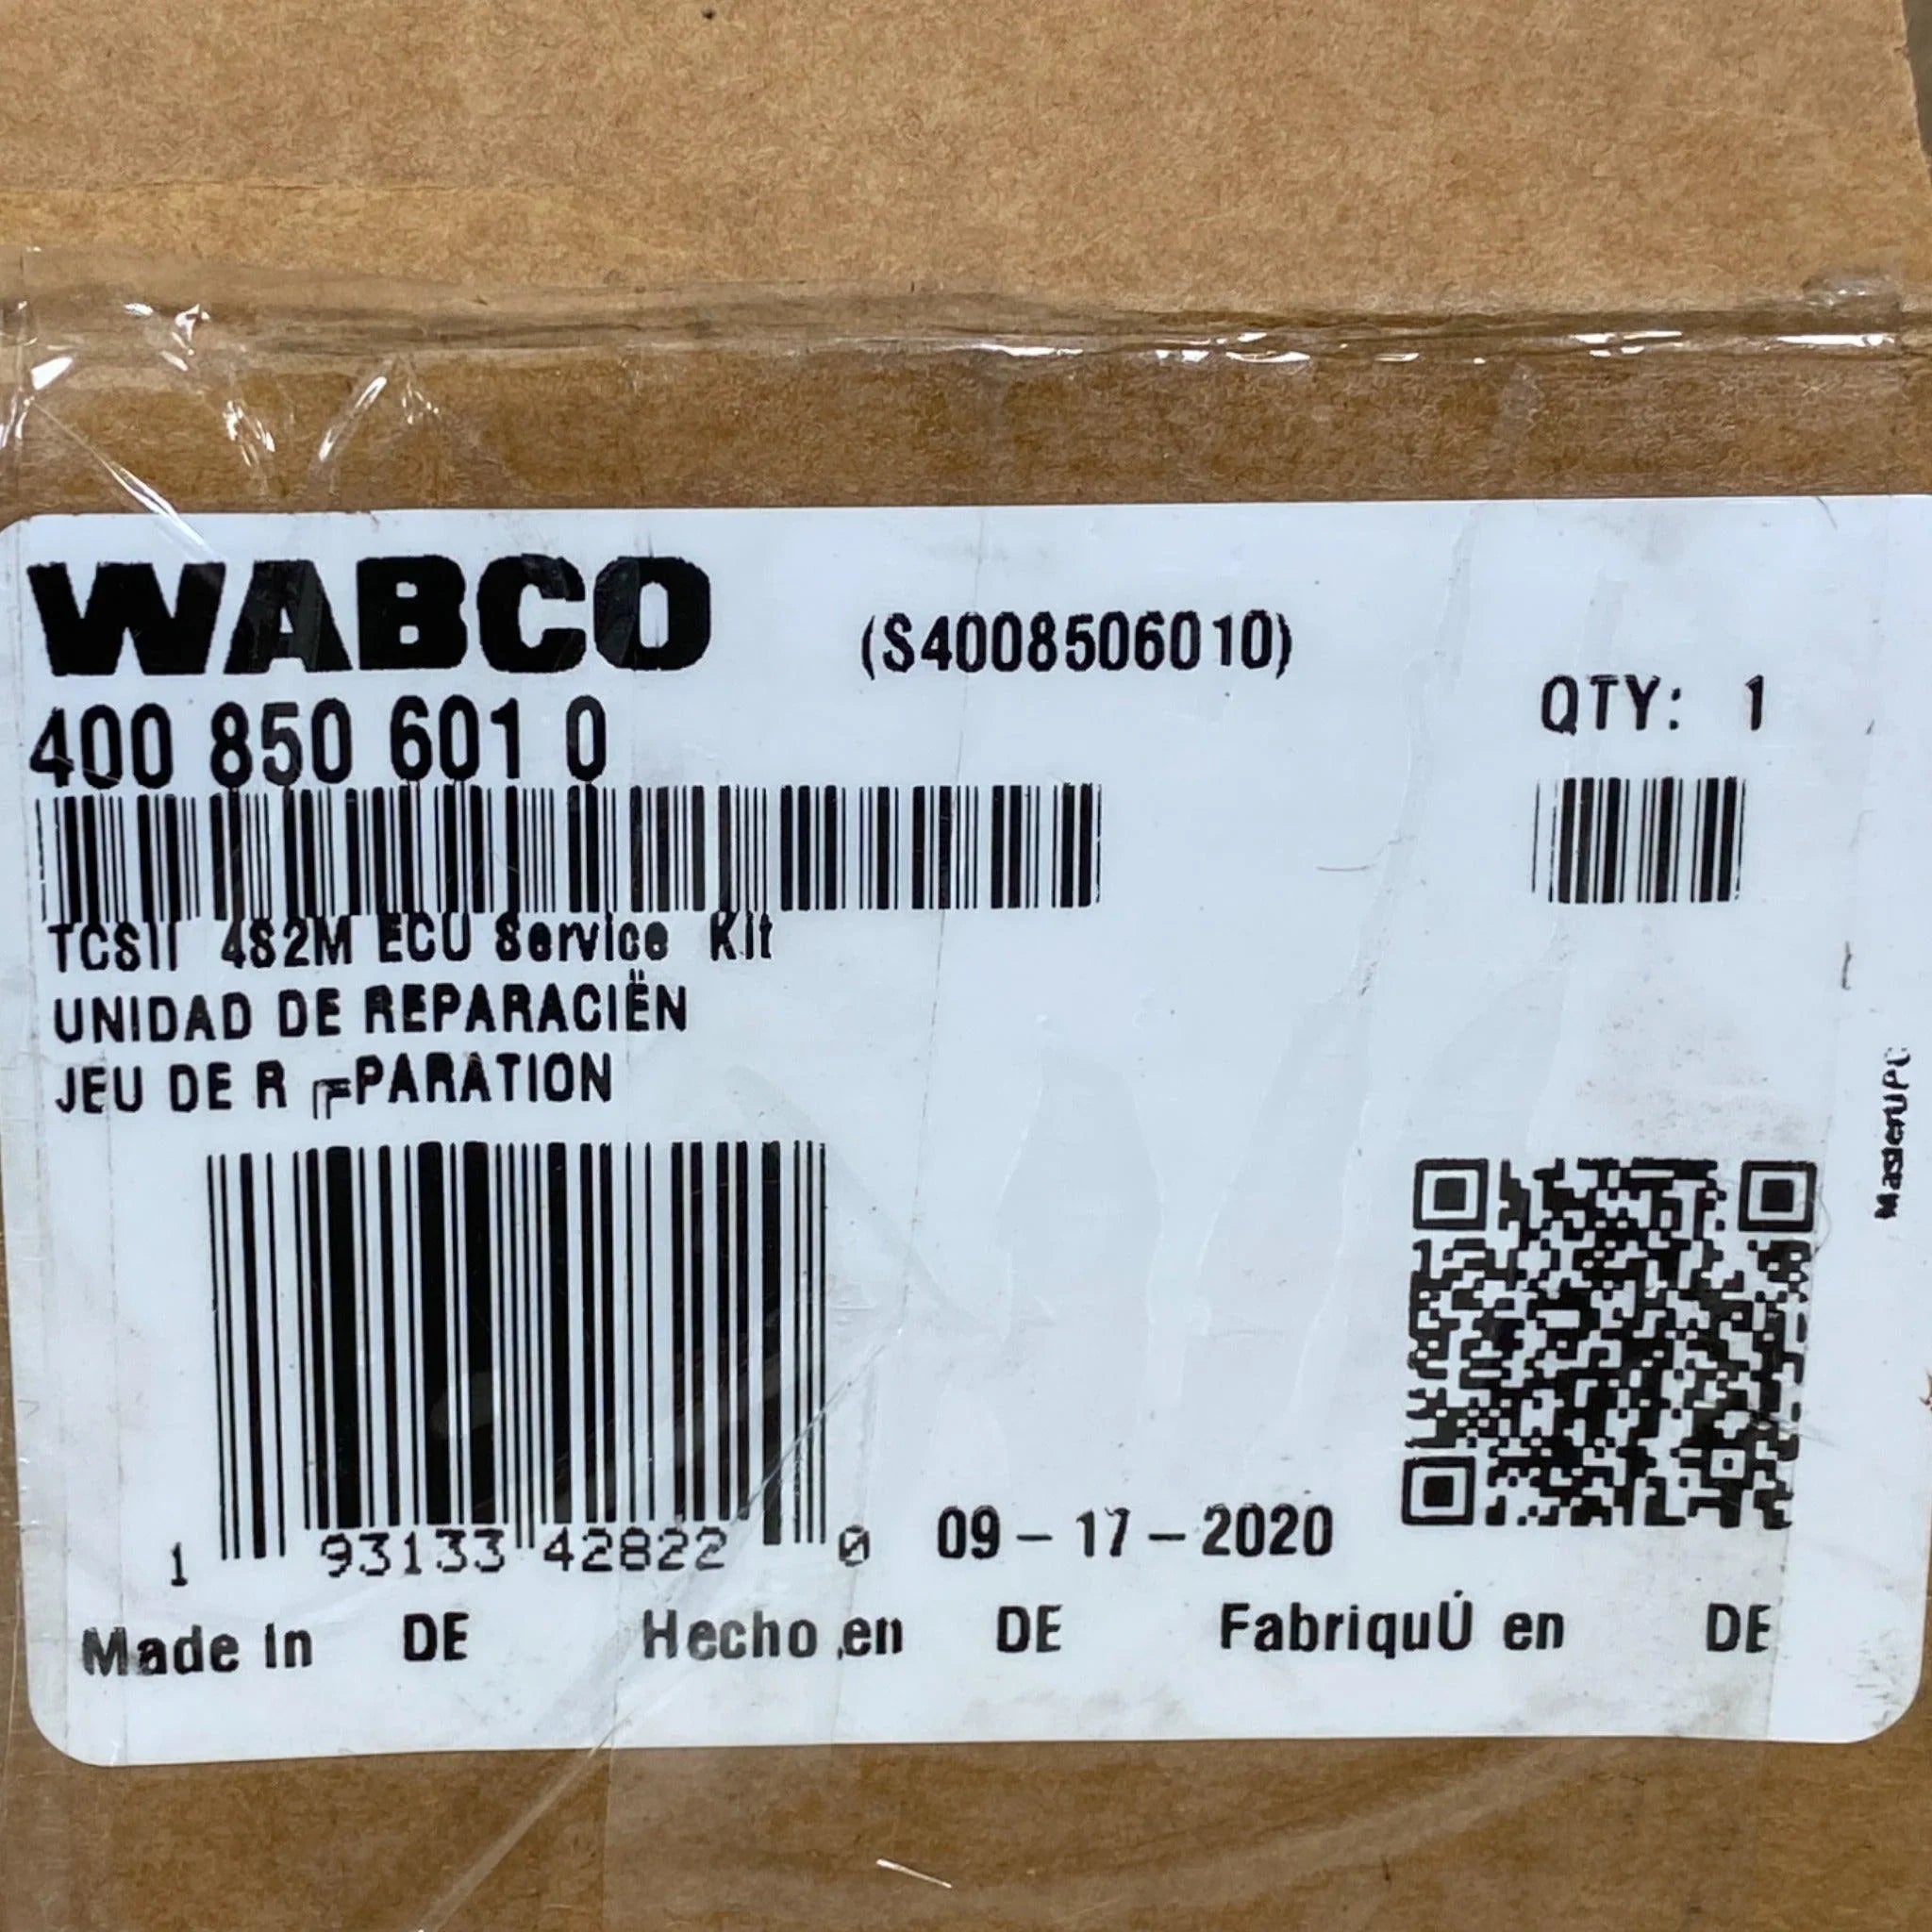 WABCO
(S4008506010)
400 850 601 0
QTY: 1
TCSII 4S2M ECU Service Kit
UNIDAD DE REPARACIËN
JEU DE R ╒PARATION
MasterUPC
1 93133 42822 0
09-17-2020
Made In DE Hecho en DE FabriquÚ en DE